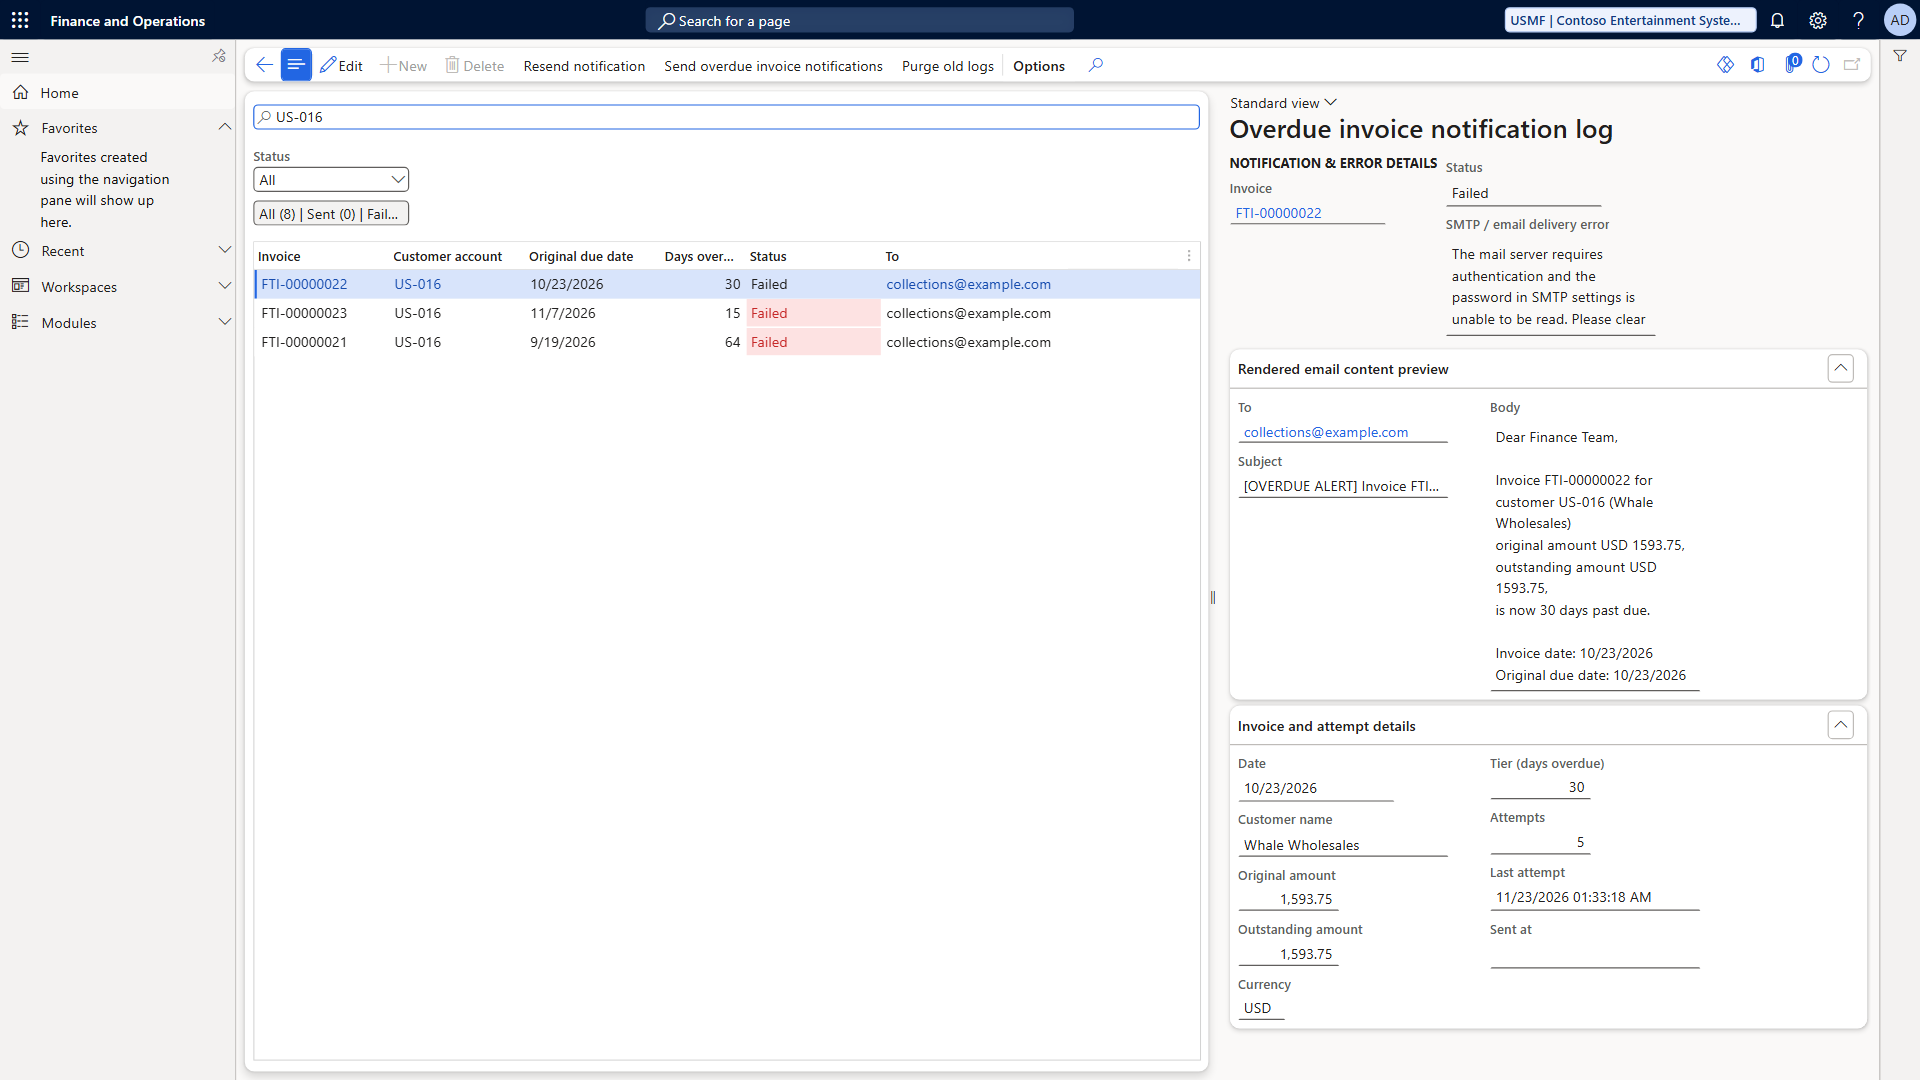 Finance and Operations
Search for a page
USMF | Contoso Entertainment Syste...
AD
Edit
New
Delete
Resend notification
Send overdue invoice notifications
Purge old logs
Options
0
Home
Favorites
Favorites created
using the navigation
pane will show up
here.
Recent
Workspaces
Modules
US-016
Status
All
All (8) | Sent (0) | Fail...
Invoice Customer account Original due date Days over... Status To
FTI-00000022 US-016 10/23/2026 30 Failed collections@example.com
FTI-00000023 US-016 11/7/2026 15 Failed collections@example.com
FTI-00000021 US-016 9/19/2026 64 Failed collections@example.com
Standard view
Overdue invoice notification log
NOTIFICATION & ERROR DETAILS
Invoice
FTI-00000022
Status
Failed
SMTP / email delivery error
The mail server requires
authentication and the
password in SMTP settings is
unable to be read. Please clear
Rendered email content preview
To
collections@example.com
Subject
[OVERDUE ALERT] Invoice FTI...
Body
Dear Finance Team,
Invoice FTI-00000022 for
customer US-016 (Whale
Wholesales)
original amount USD 1593.75,
outstanding amount USD
1593.75,
is now 30 days past due.
Invoice date: 10/23/2026
Original due date: 10/23/2026
Invoice and attempt details
Date
10/23/2026
Customer name
Whale Wholesales
Original amount
1,593.75
Outstanding amount
1,593.75
Currency
USD
Tier (days overdue)
30
Attempts
5
Last attempt
11/23/2026 01:33:18 AM
Sent at